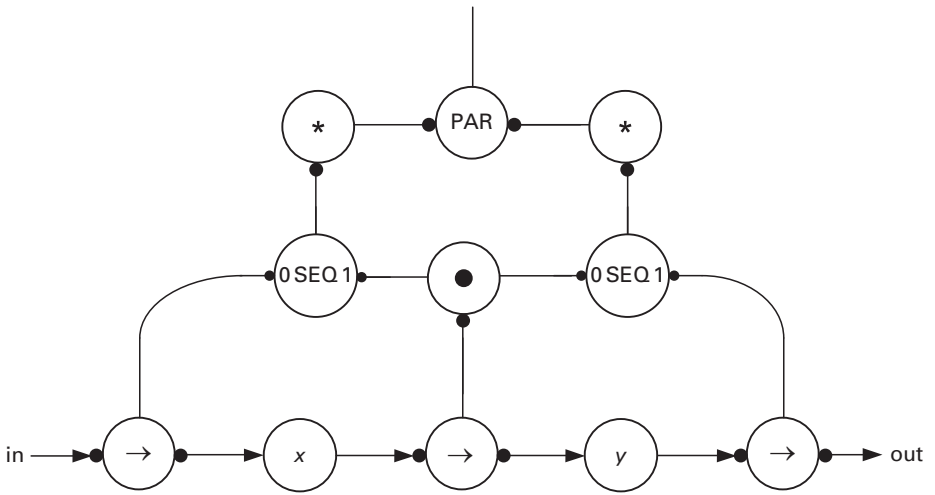 PAR
* *
0 SEQ 1 0 SEQ 1
in → x → y → out